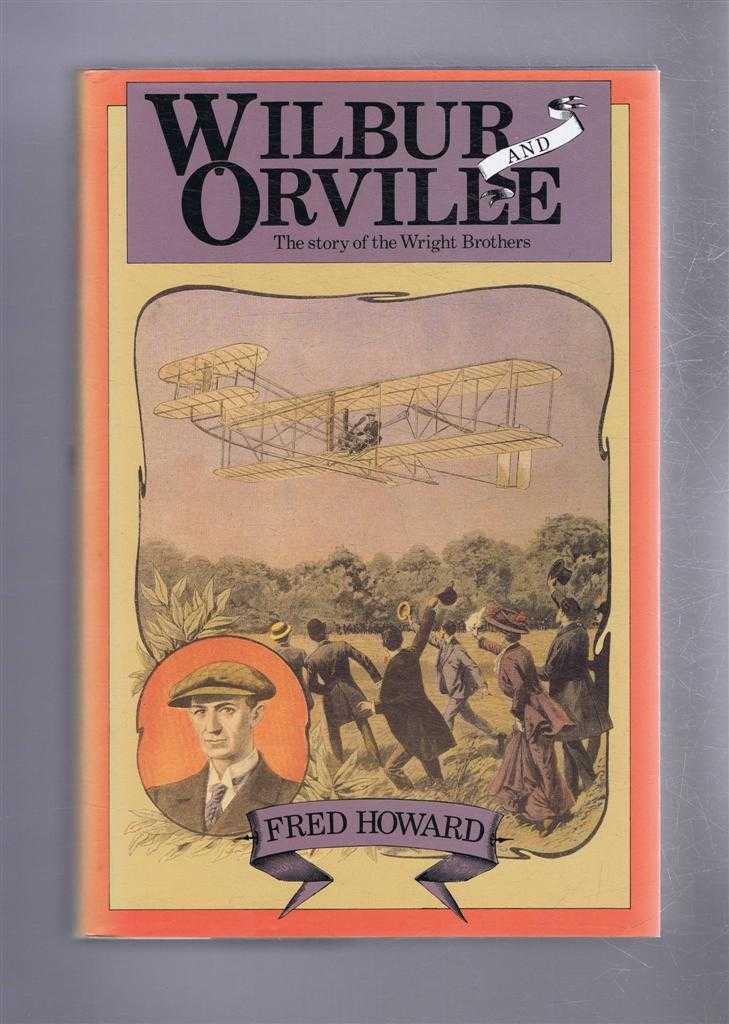 WILBUR
AND
ORVILLE
The story of the Wright Brothers
FRED HOWARD